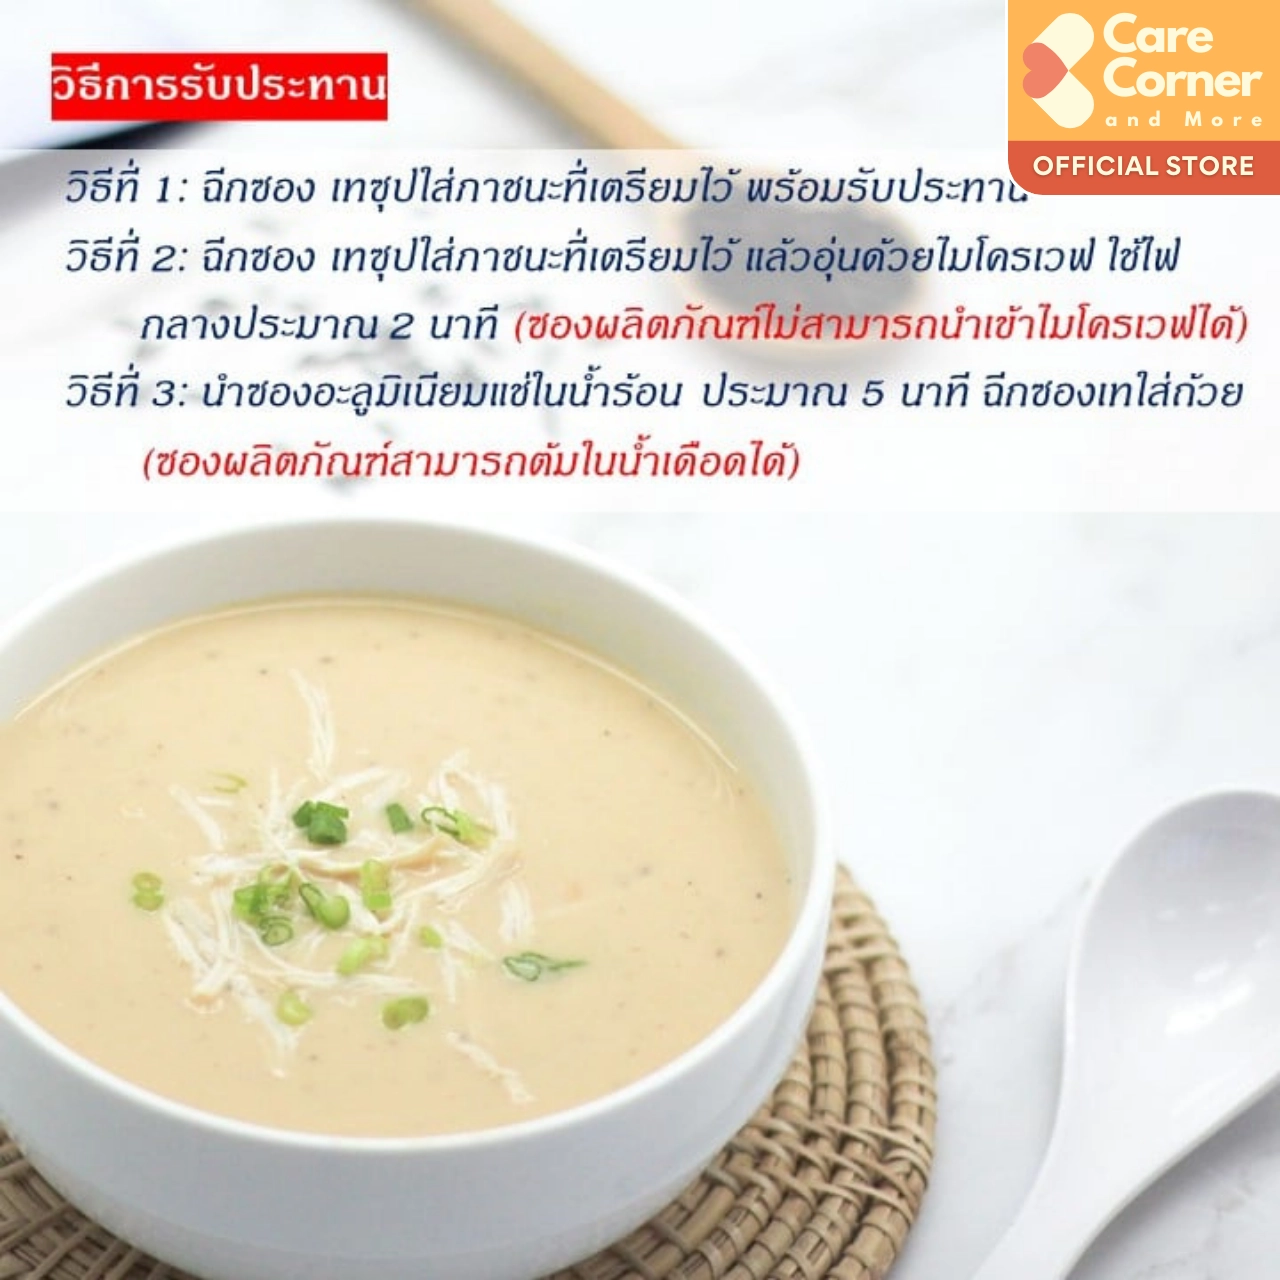 Care
Corner
and More
OFFICIAL STORE
วิธีการรับประทาน
วิธีที่ 1: ฉีกซอง เทซุปใส่ภาชนะที่เตรียมไว้ พร้อมรับประทาน
วิธีที่ 2: ฉีกซอง เทซุปใส่ภาชนะที่เตรียมไว้ แล้วอุ่นด้วยไมโครเวฟ ใช้ไฟ
กลางประมาณ 2 นาที (ซองผลิตภัณฑ์ไม่สามารถนำเข้าไมโครเวฟได้)
วิธีที่ 3: นำซองอะลูมิเนียมแช่ในน้ำร้อน ประมาณ 5 นาที ฉีกซองเทใส่ถ้วย
(ซองผลิตภัณฑ์สามารถต้มในน้ำเดือดได้)